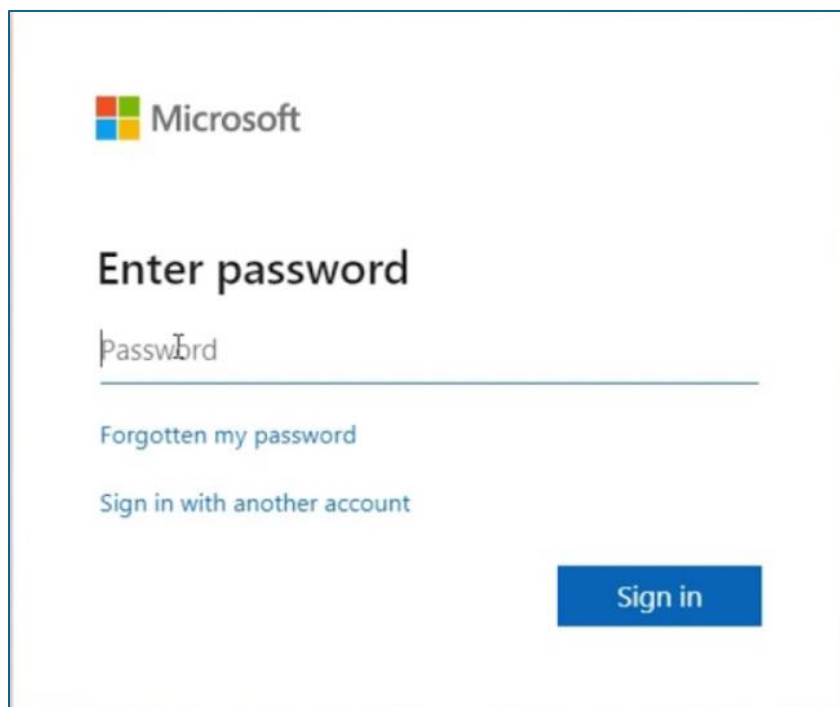 Microsoft
Enter password
Password
Forgotten my password
Sign in with another account
Sign in